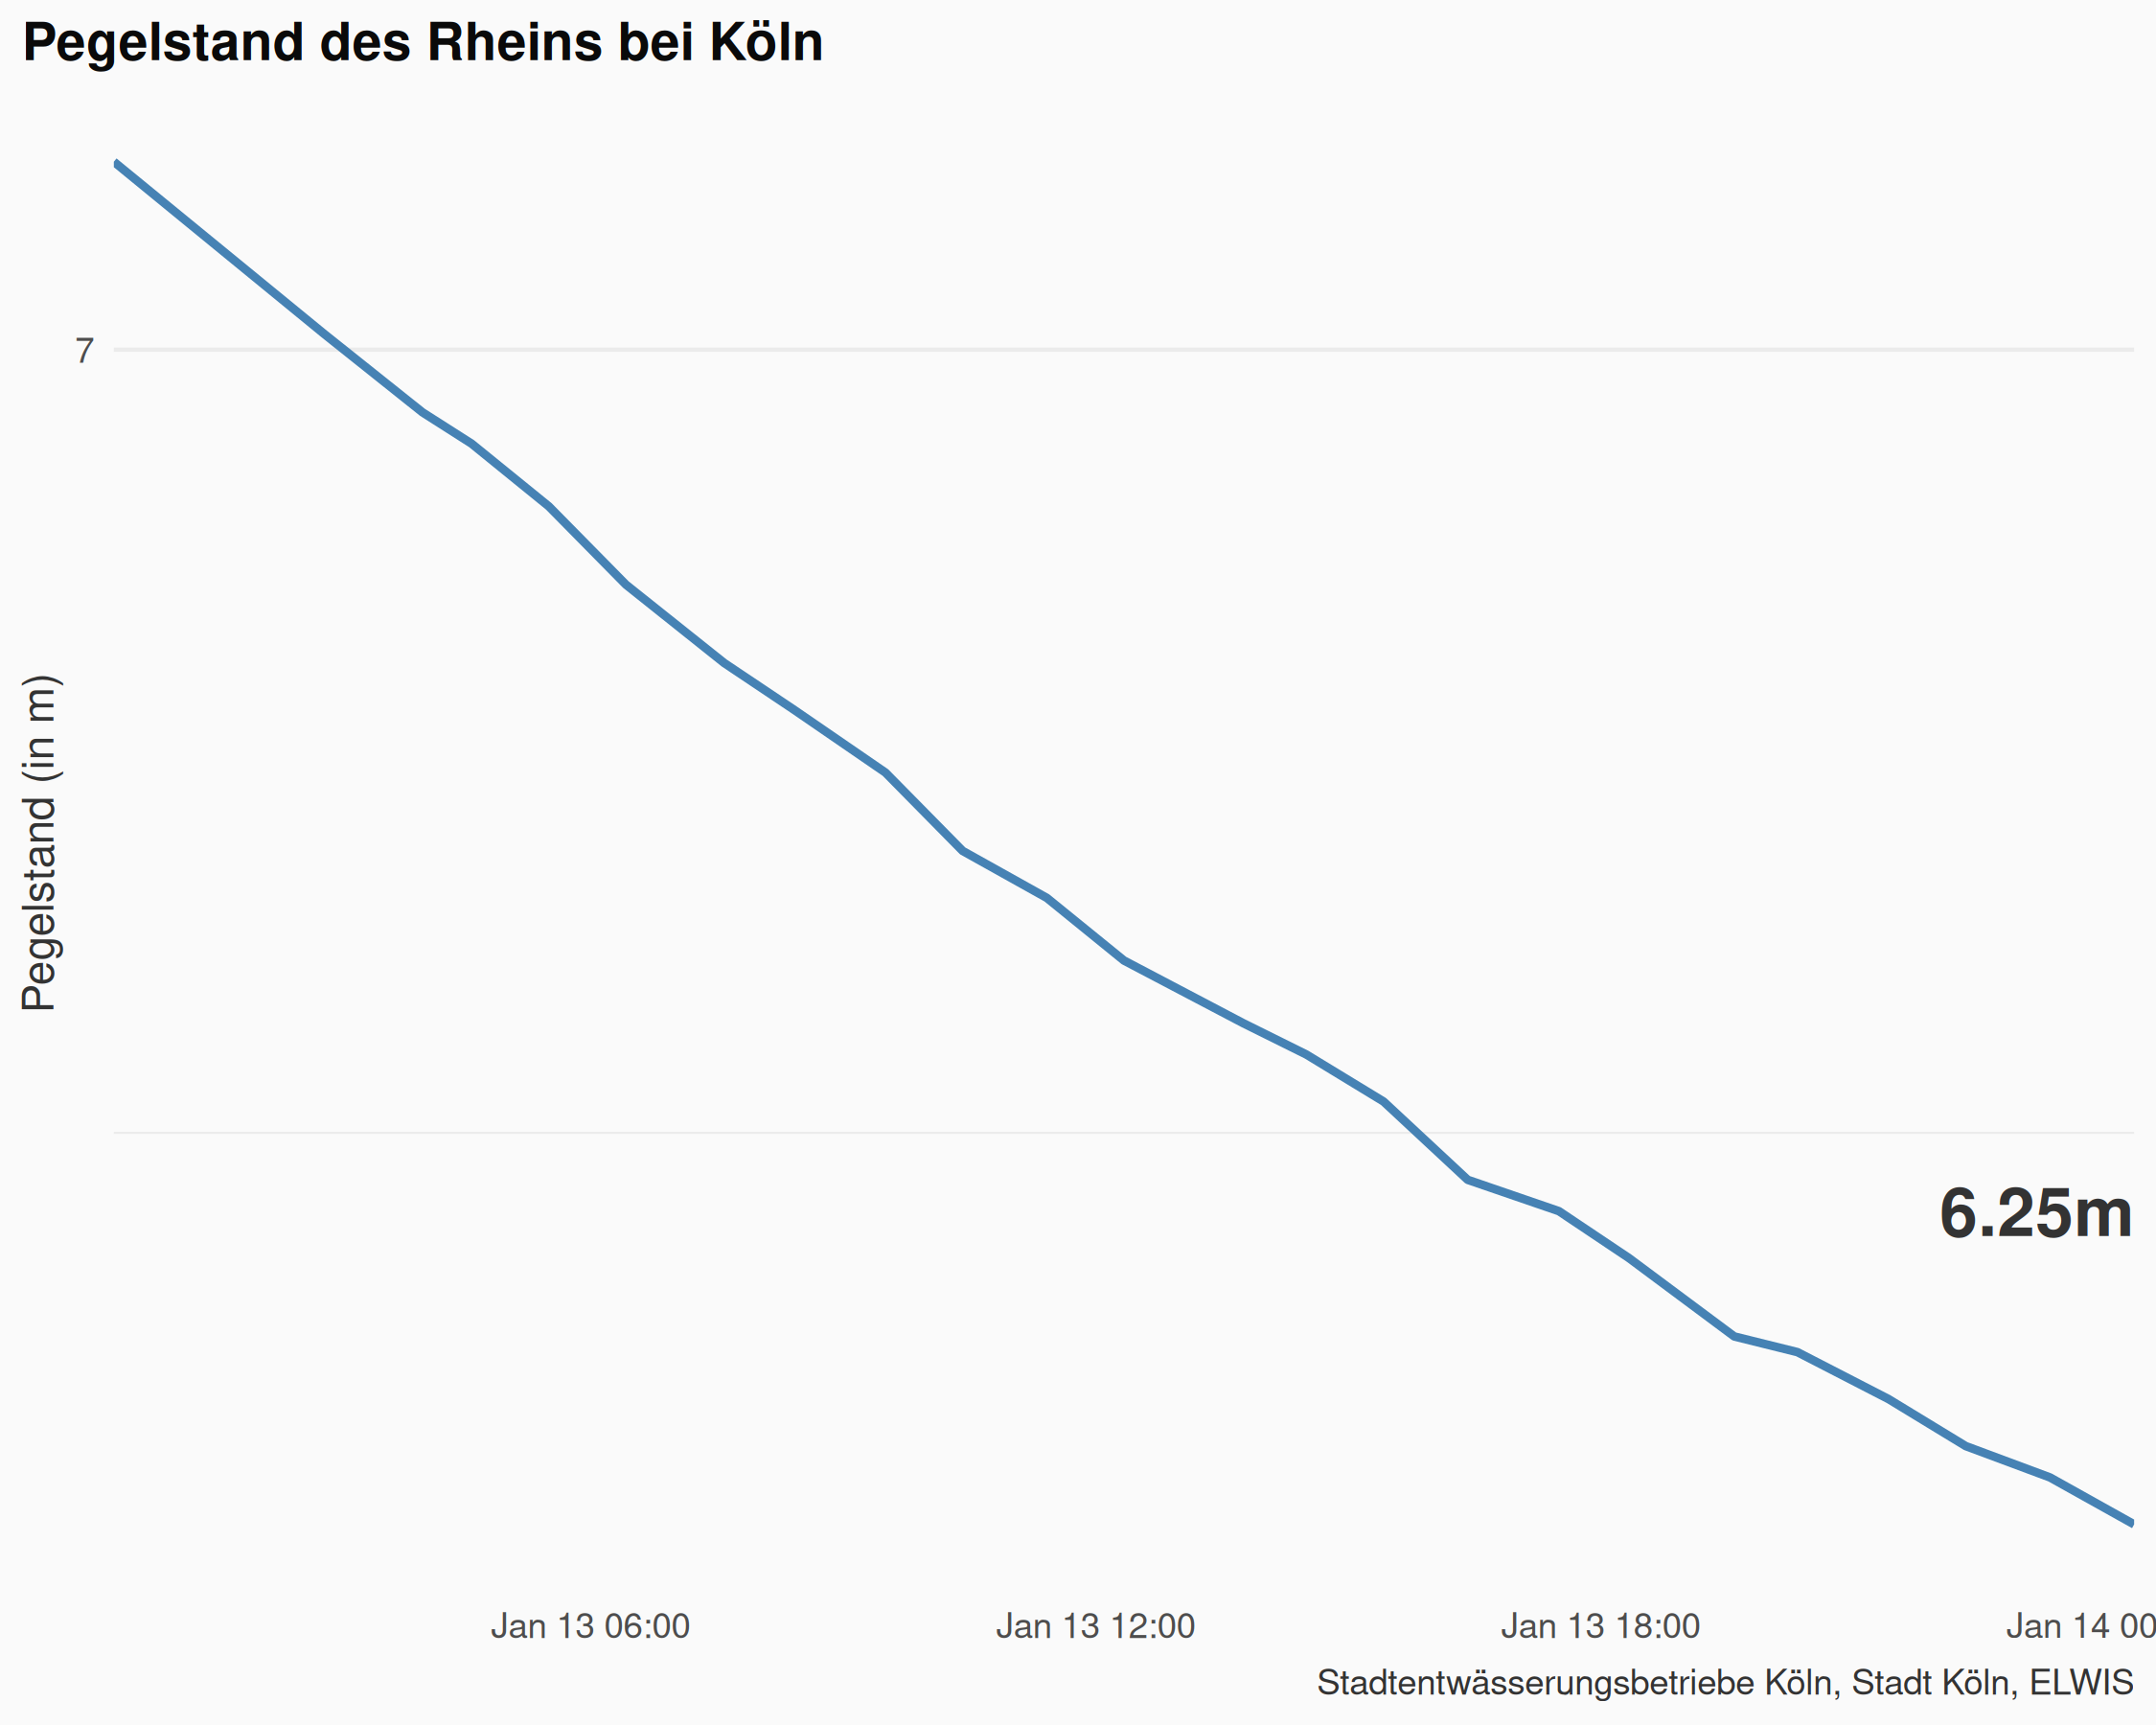 Pegelstand des Rheins bei Köln
7
Pegelstand (in m)
6.25m
Jan 13 06:00 Jan 13 12:00 Jan 13 18:00 Jan 14 00
Stadtentwässerungsbetriebe Köln, Stadt Köln, ELWIS